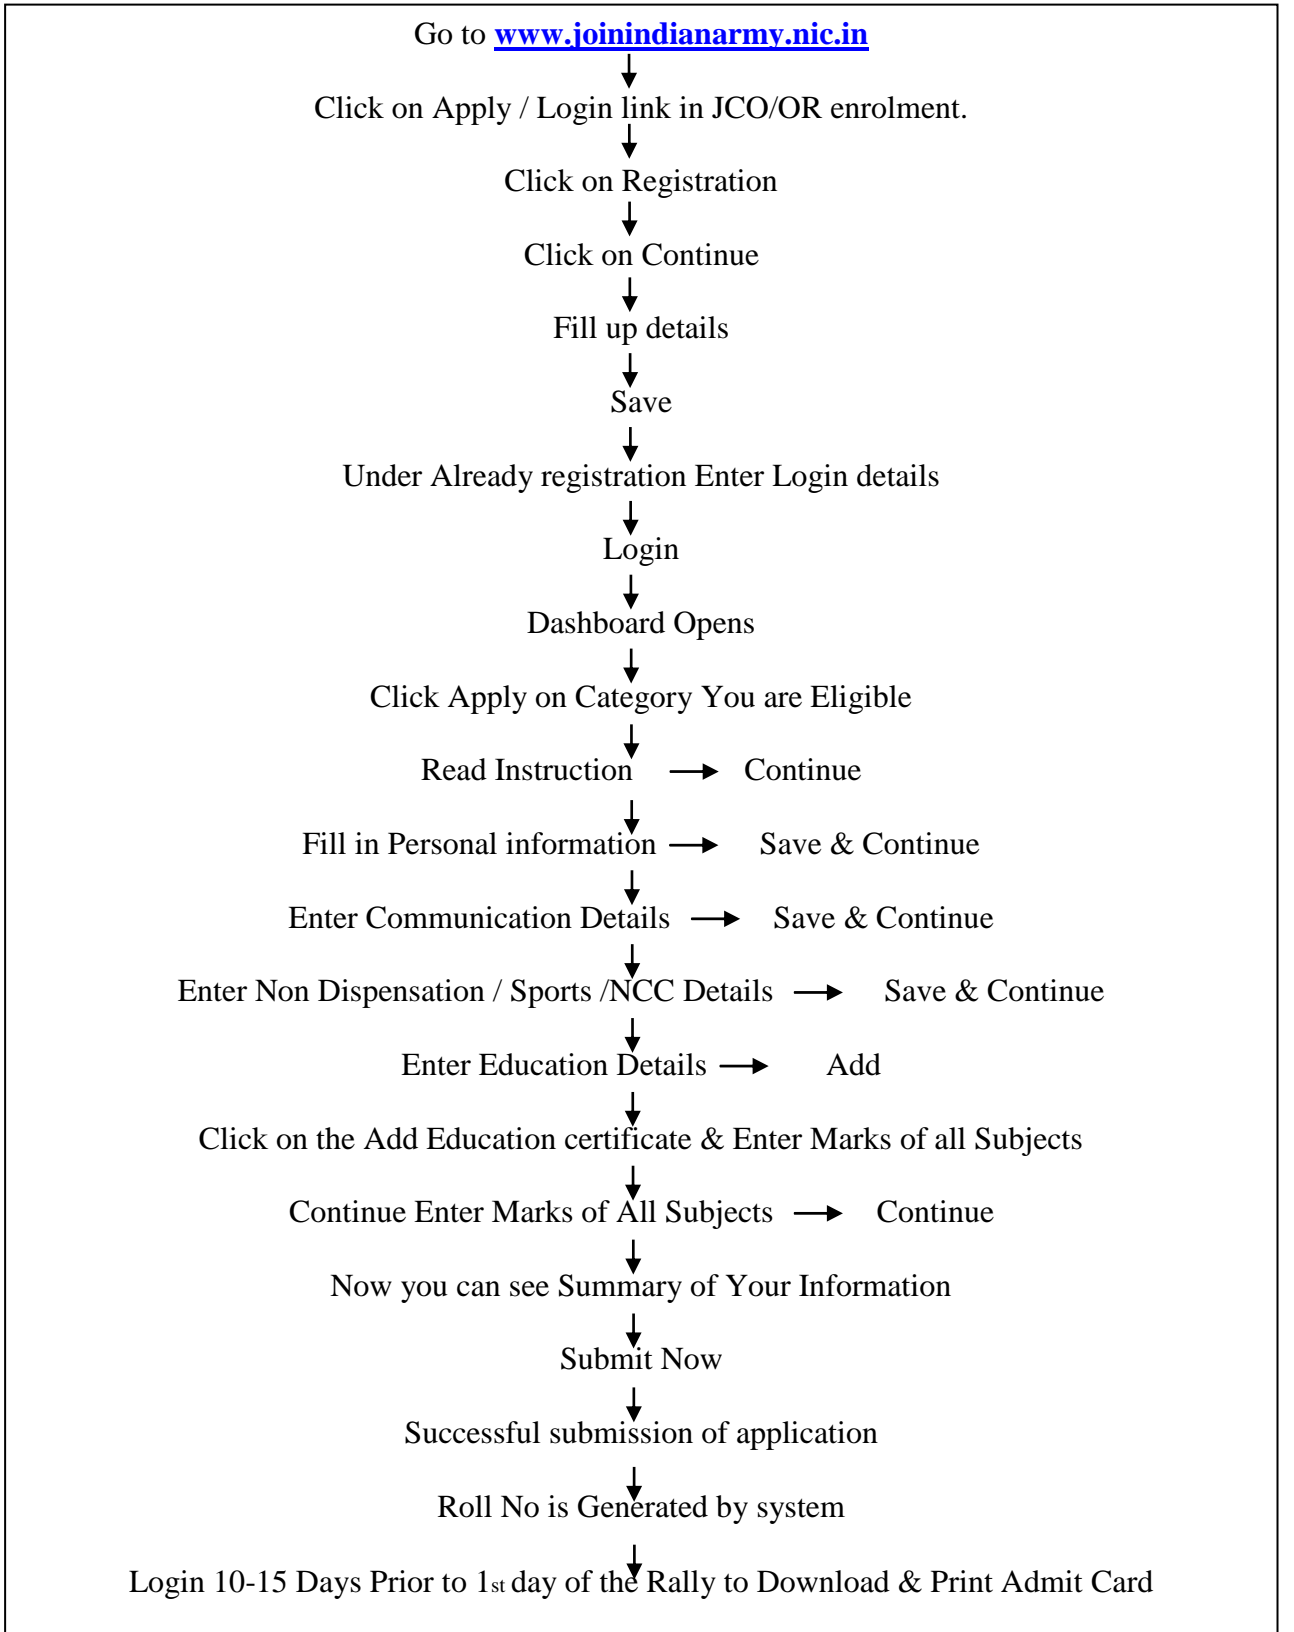 Go to www.joinindianarmy.nic.in
Click on Apply / Login link in JCO/OR enrolment.
Click on Registration
Click on Continue
Fill up details
Save
Under Already registration Enter Login details
Login
Dashboard Opens
Click Apply on Category You are Eligible
Read Instruction Continue
Fill in Personal information Save & Continue
Enter Communication Details Save & Continue
Enter Non Dispensation / Sports /NCC Details Save & Continue
Enter Education Details Add
Click on the Add Education certificate & Enter Marks of all Subjects
Continue Enter Marks of All Subjects Continue
Now you can see Summary of Your Information
Submit Now
Successful submission of application
Roll No is Generated by system
Login 10-15 Days Prior to 1st day of the Rally to Download & Print Admit Card